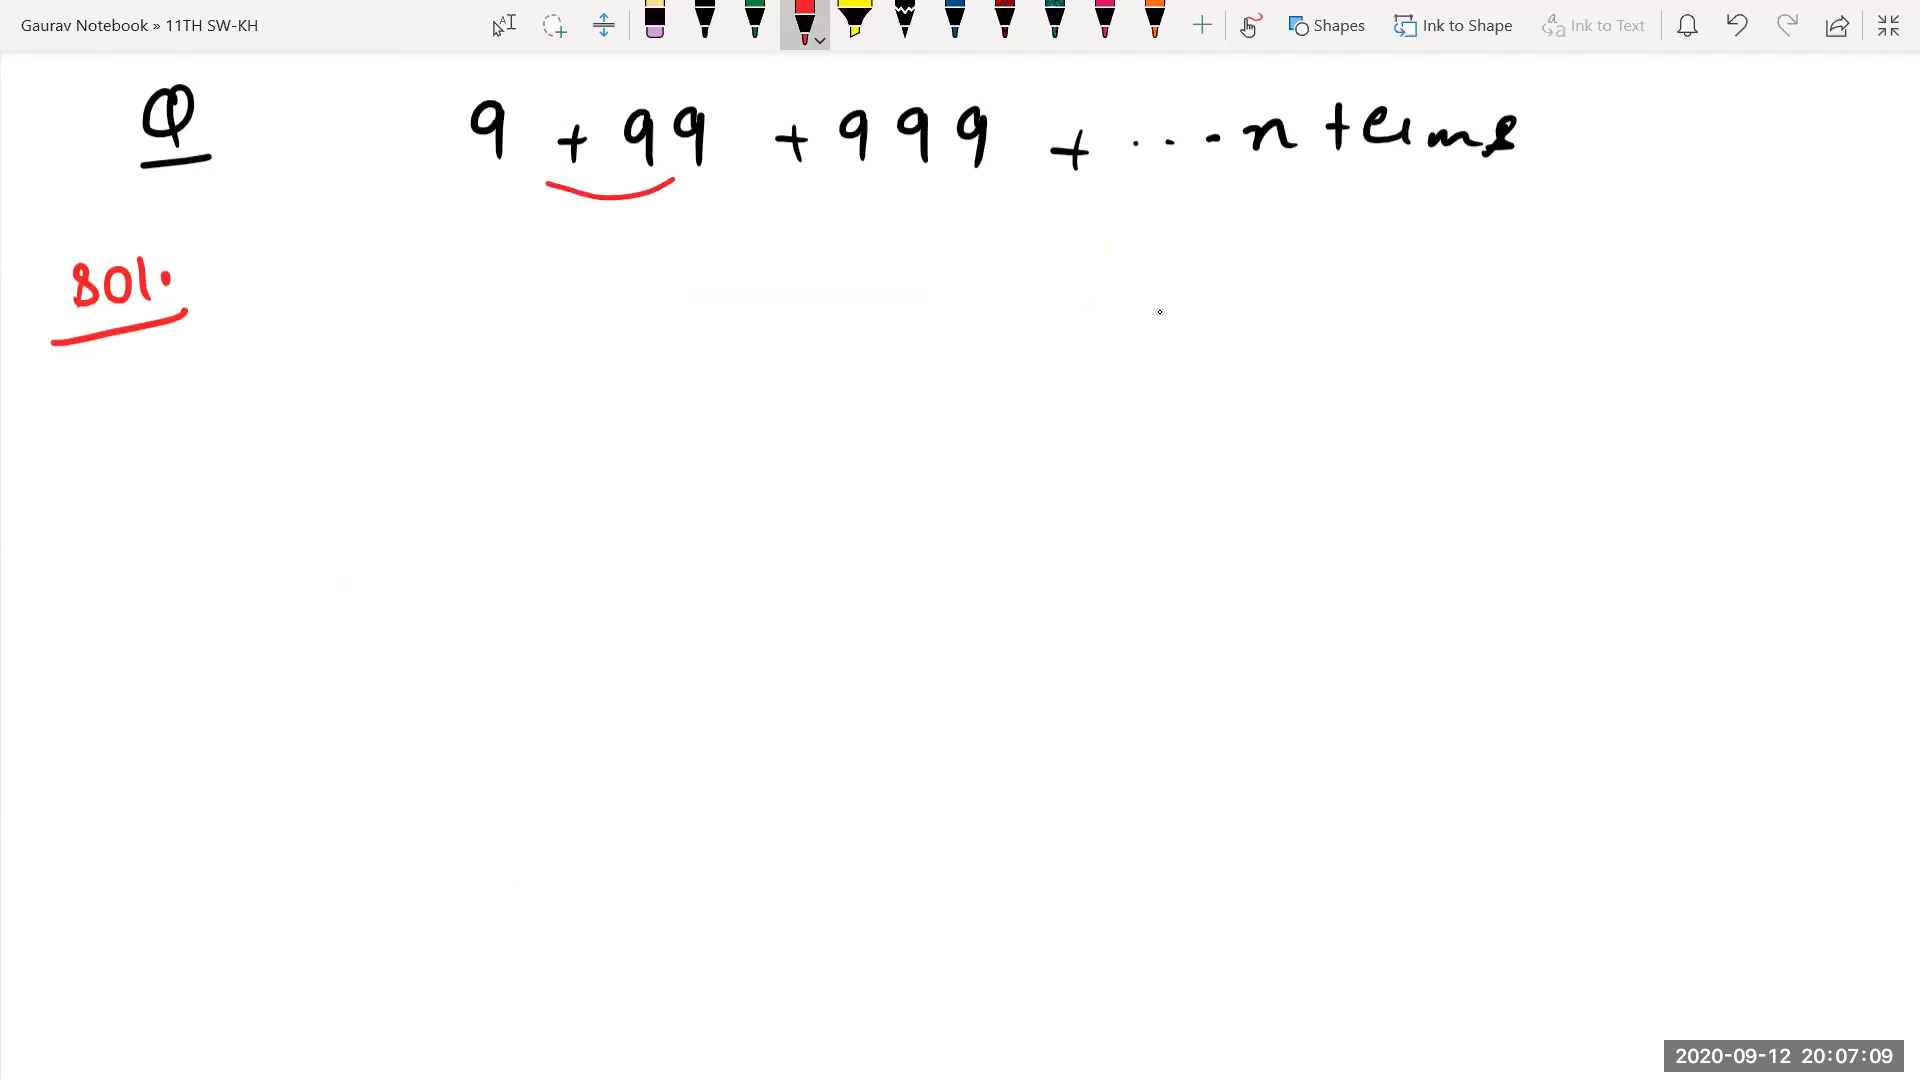 Gaurav Notebook » 11TH SW-KH
Shapes
Ink to Shape
Ink to Text
Q 9 + 99 + 999 + ... n terms
Sol.
2020-09-12 20:07:09